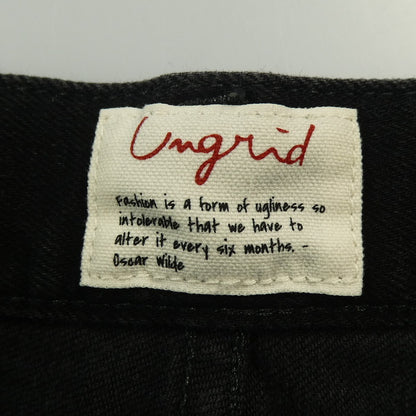 Ungrid
Fashion is a form of ugliness so
intolerable that we have to
alter it every six months. -
Oscar Wilde